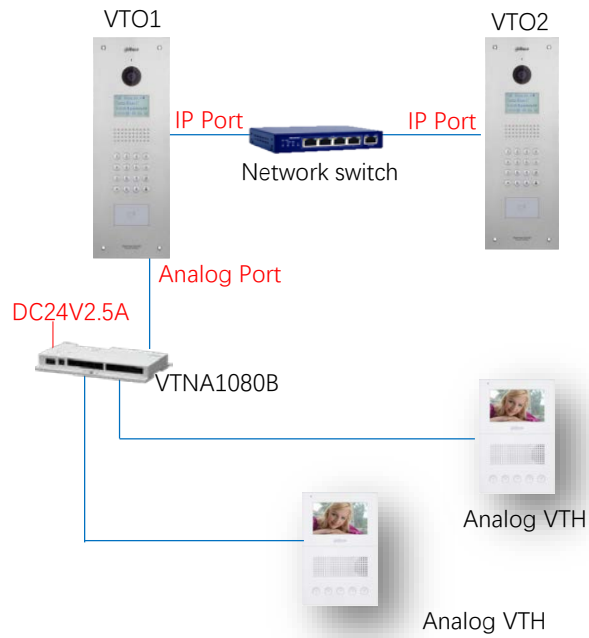 VTO1
VTO2
IP Port
IP Port
Network switch
Analog Port
DC24V2.5A
VTNA1080B
Analog VTH
Analog VTH